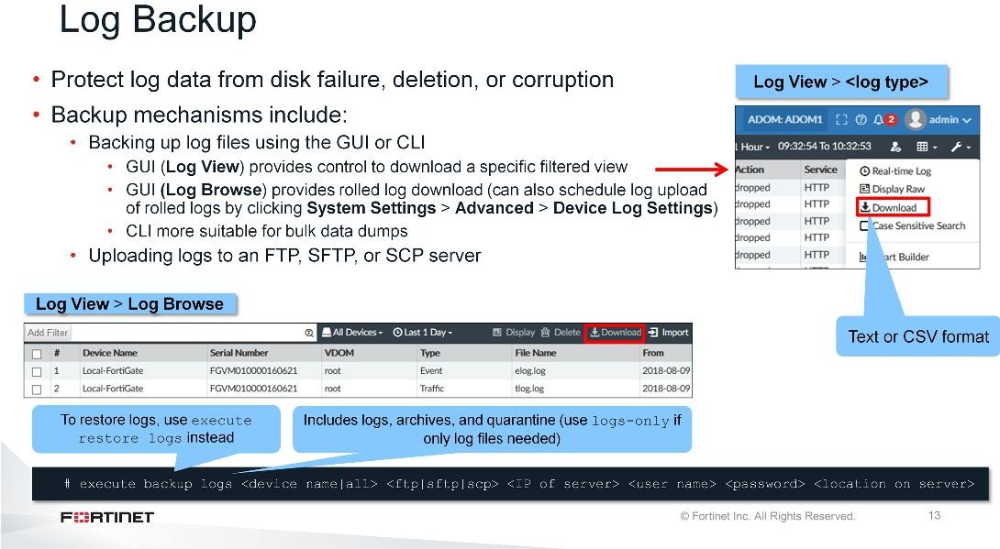 Log Backup
• Protect log data from disk failure, deletion, or corruption
• Backup mechanisms include:
• Backing up log files using the GUI or CLI
• GUI (Log View) provides control to download a specific filtered view
• GUI (Log Browse) provides rolled log download (can also schedule log upload
of rolled logs by clicking System Settings > Advanced > Device Log Settings)
• CLI more suitable for bulk data dumps
• Uploading logs to an FTP, SFTP, or SCP server
Log View > <log type>
ADOM: ADOM1 2 admin
1 Hour 09:32:54 To 10:32:53
Action Service
dropped HTTP
dropped HTTP
dropped HTTP
dropped HTTP
dropped HTTP
Real-time Log
Display Raw
Download
Case Sensitive Search
Text or CSV format
Log View > Log Browse
Add Filter All Devices Last 1 Day Display Delete Download Import
# Device Name Serial Number VDOM Type File Name From
1 Local-FortiGate FGVM010000160621 root Event elog.log 2018-08-09
2 Local-FortiGate FGVM010000160621 root Traffic tlog.log 2018-08-09
To restore logs, use execute
restore logs instead
Includes logs, archives, and quarantine (use logs-only if
only log files needed)
# execute backup logs <device name|all> <ftp|sftp|scp> <IP of server> <user name> <password> <location on server>
FORTINET
© Fortinet Inc. All Rights Reserved.
13